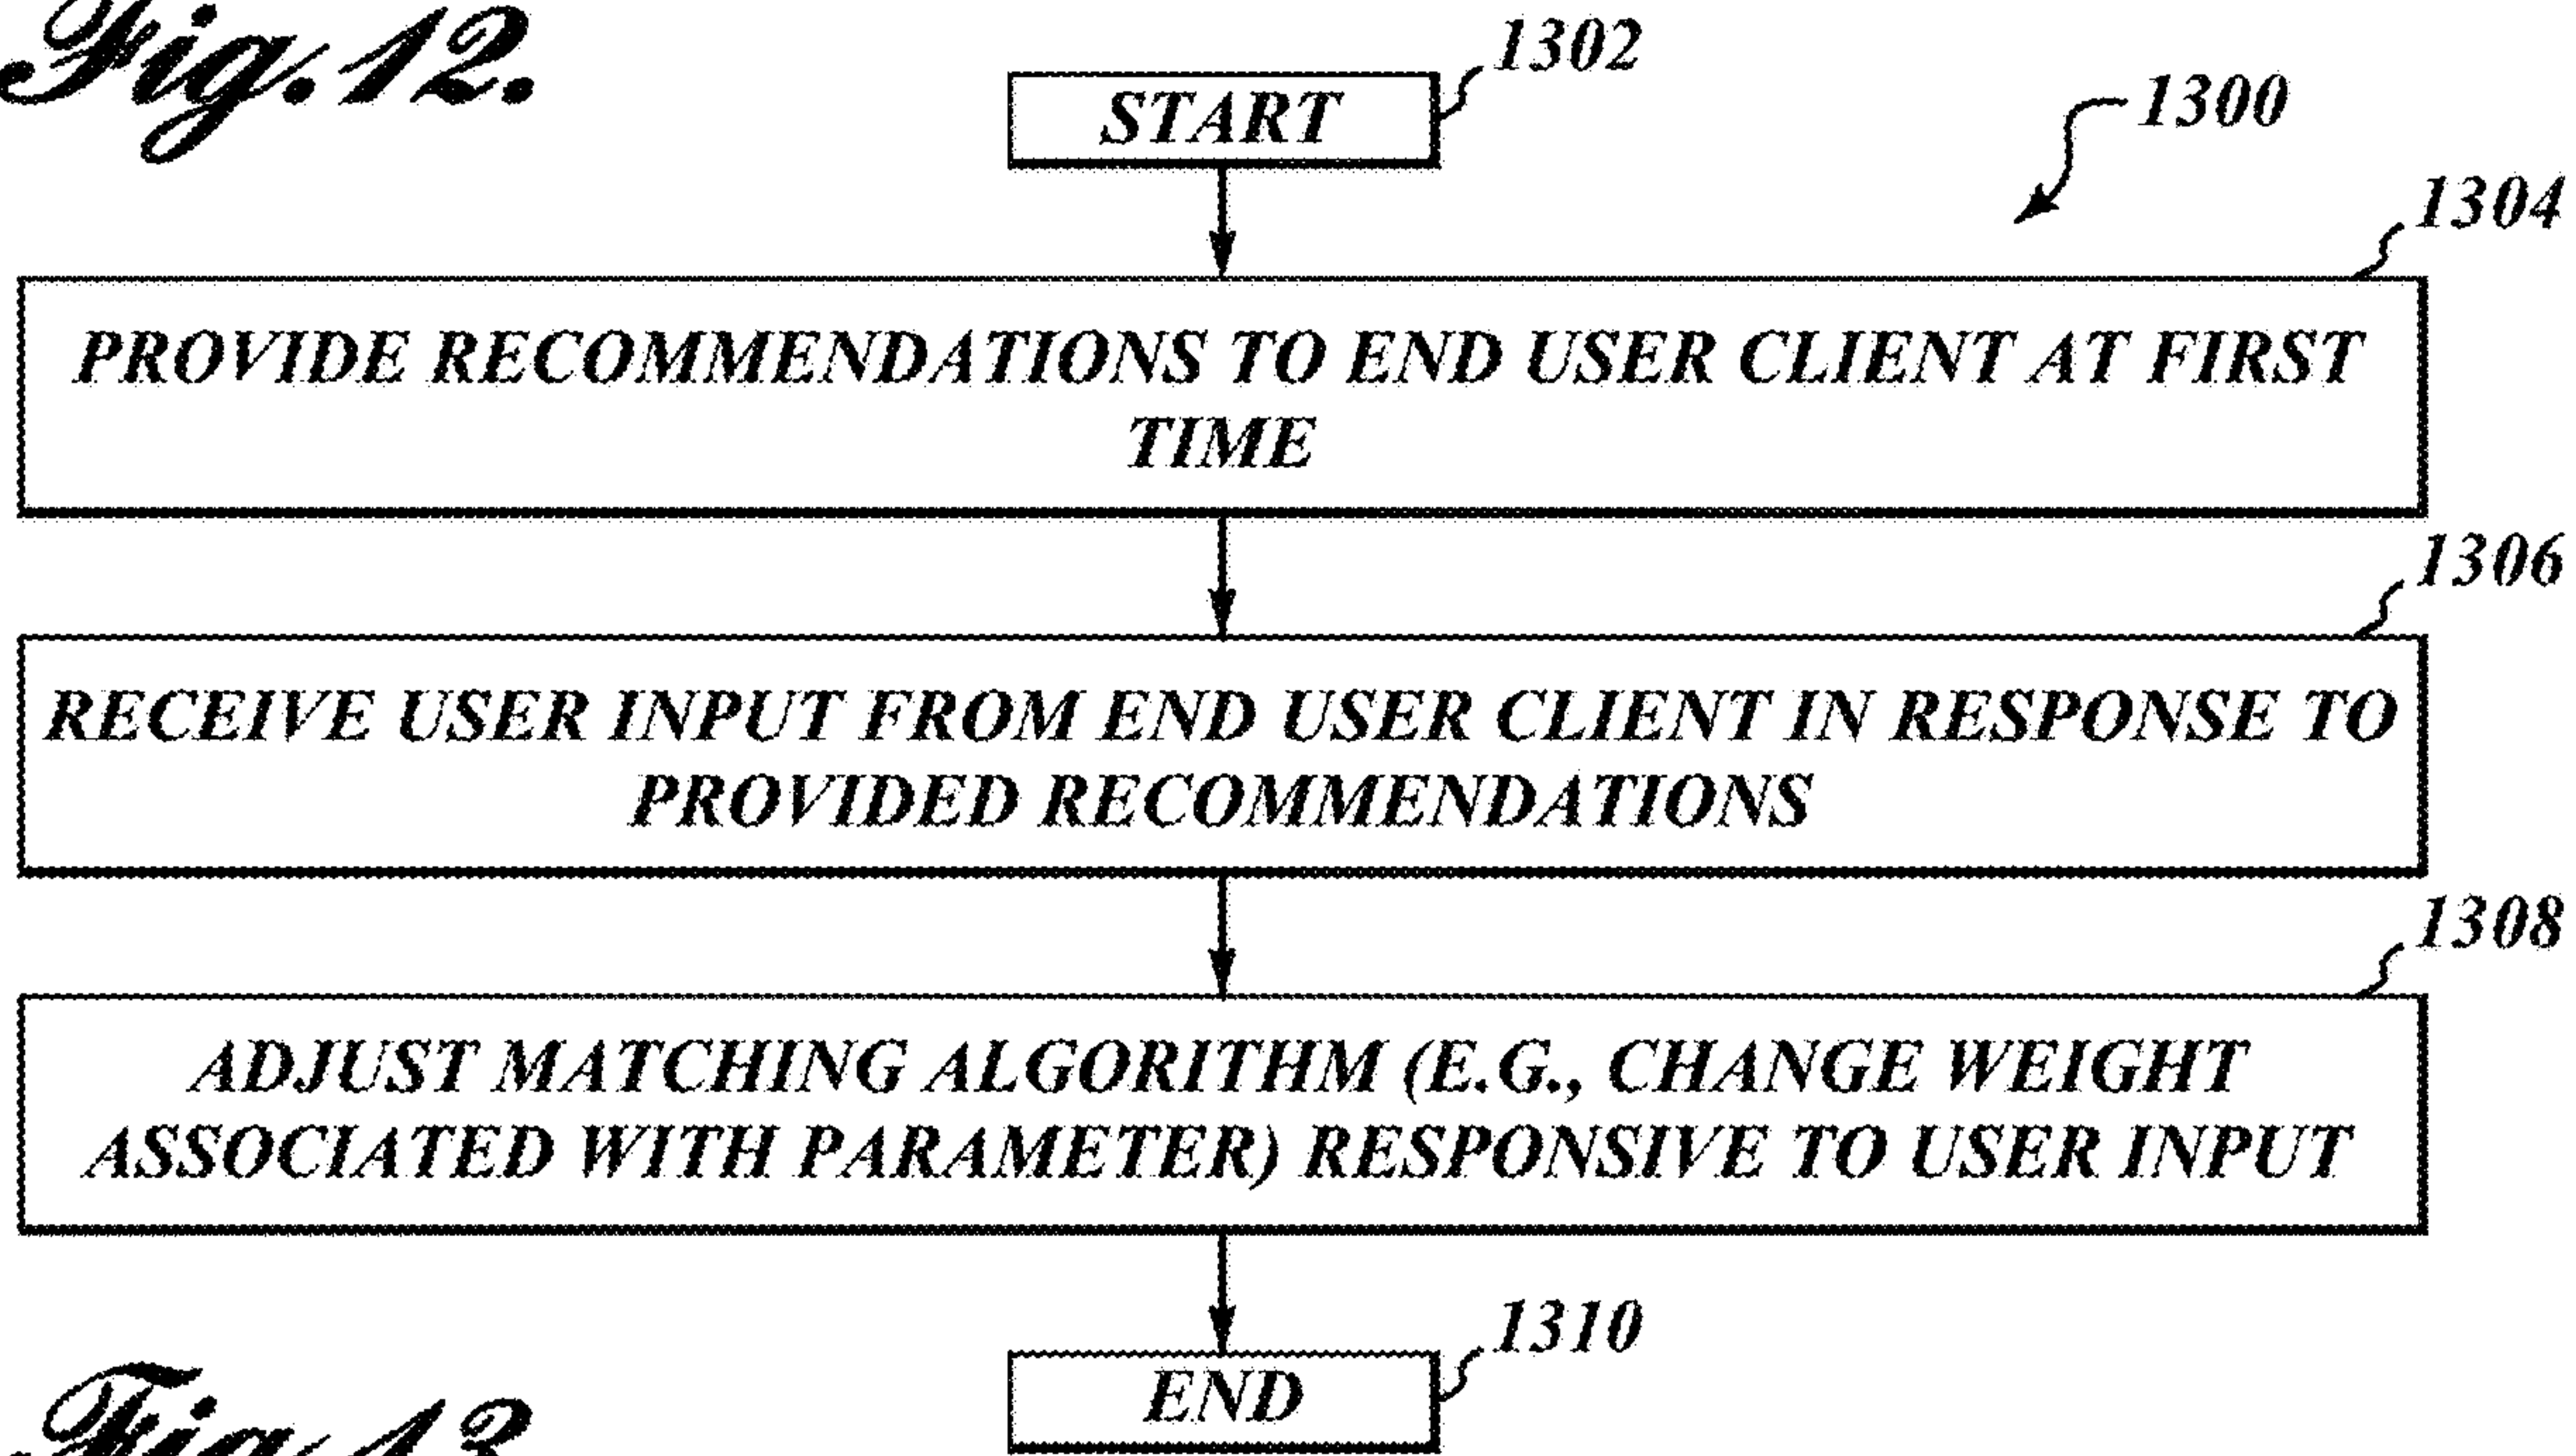 Fig. 12.
1302
START
1300
1304
PROVIDE RECOMMENDATIONS TO END USER CLIENT AT FIRST
TIME
1306
RECEIVE USER INPUT FROM END USER CLIENT IN RESPONSE TO
PROVIDED RECOMMENDATIONS
1308
ADJUST MATCHING ALGORITHM (E.G., CHANGE WEIGHT
ASSOCIATED WITH PARAMETER) RESPONSIVE TO USER INPUT
1310
END
Fig. 13